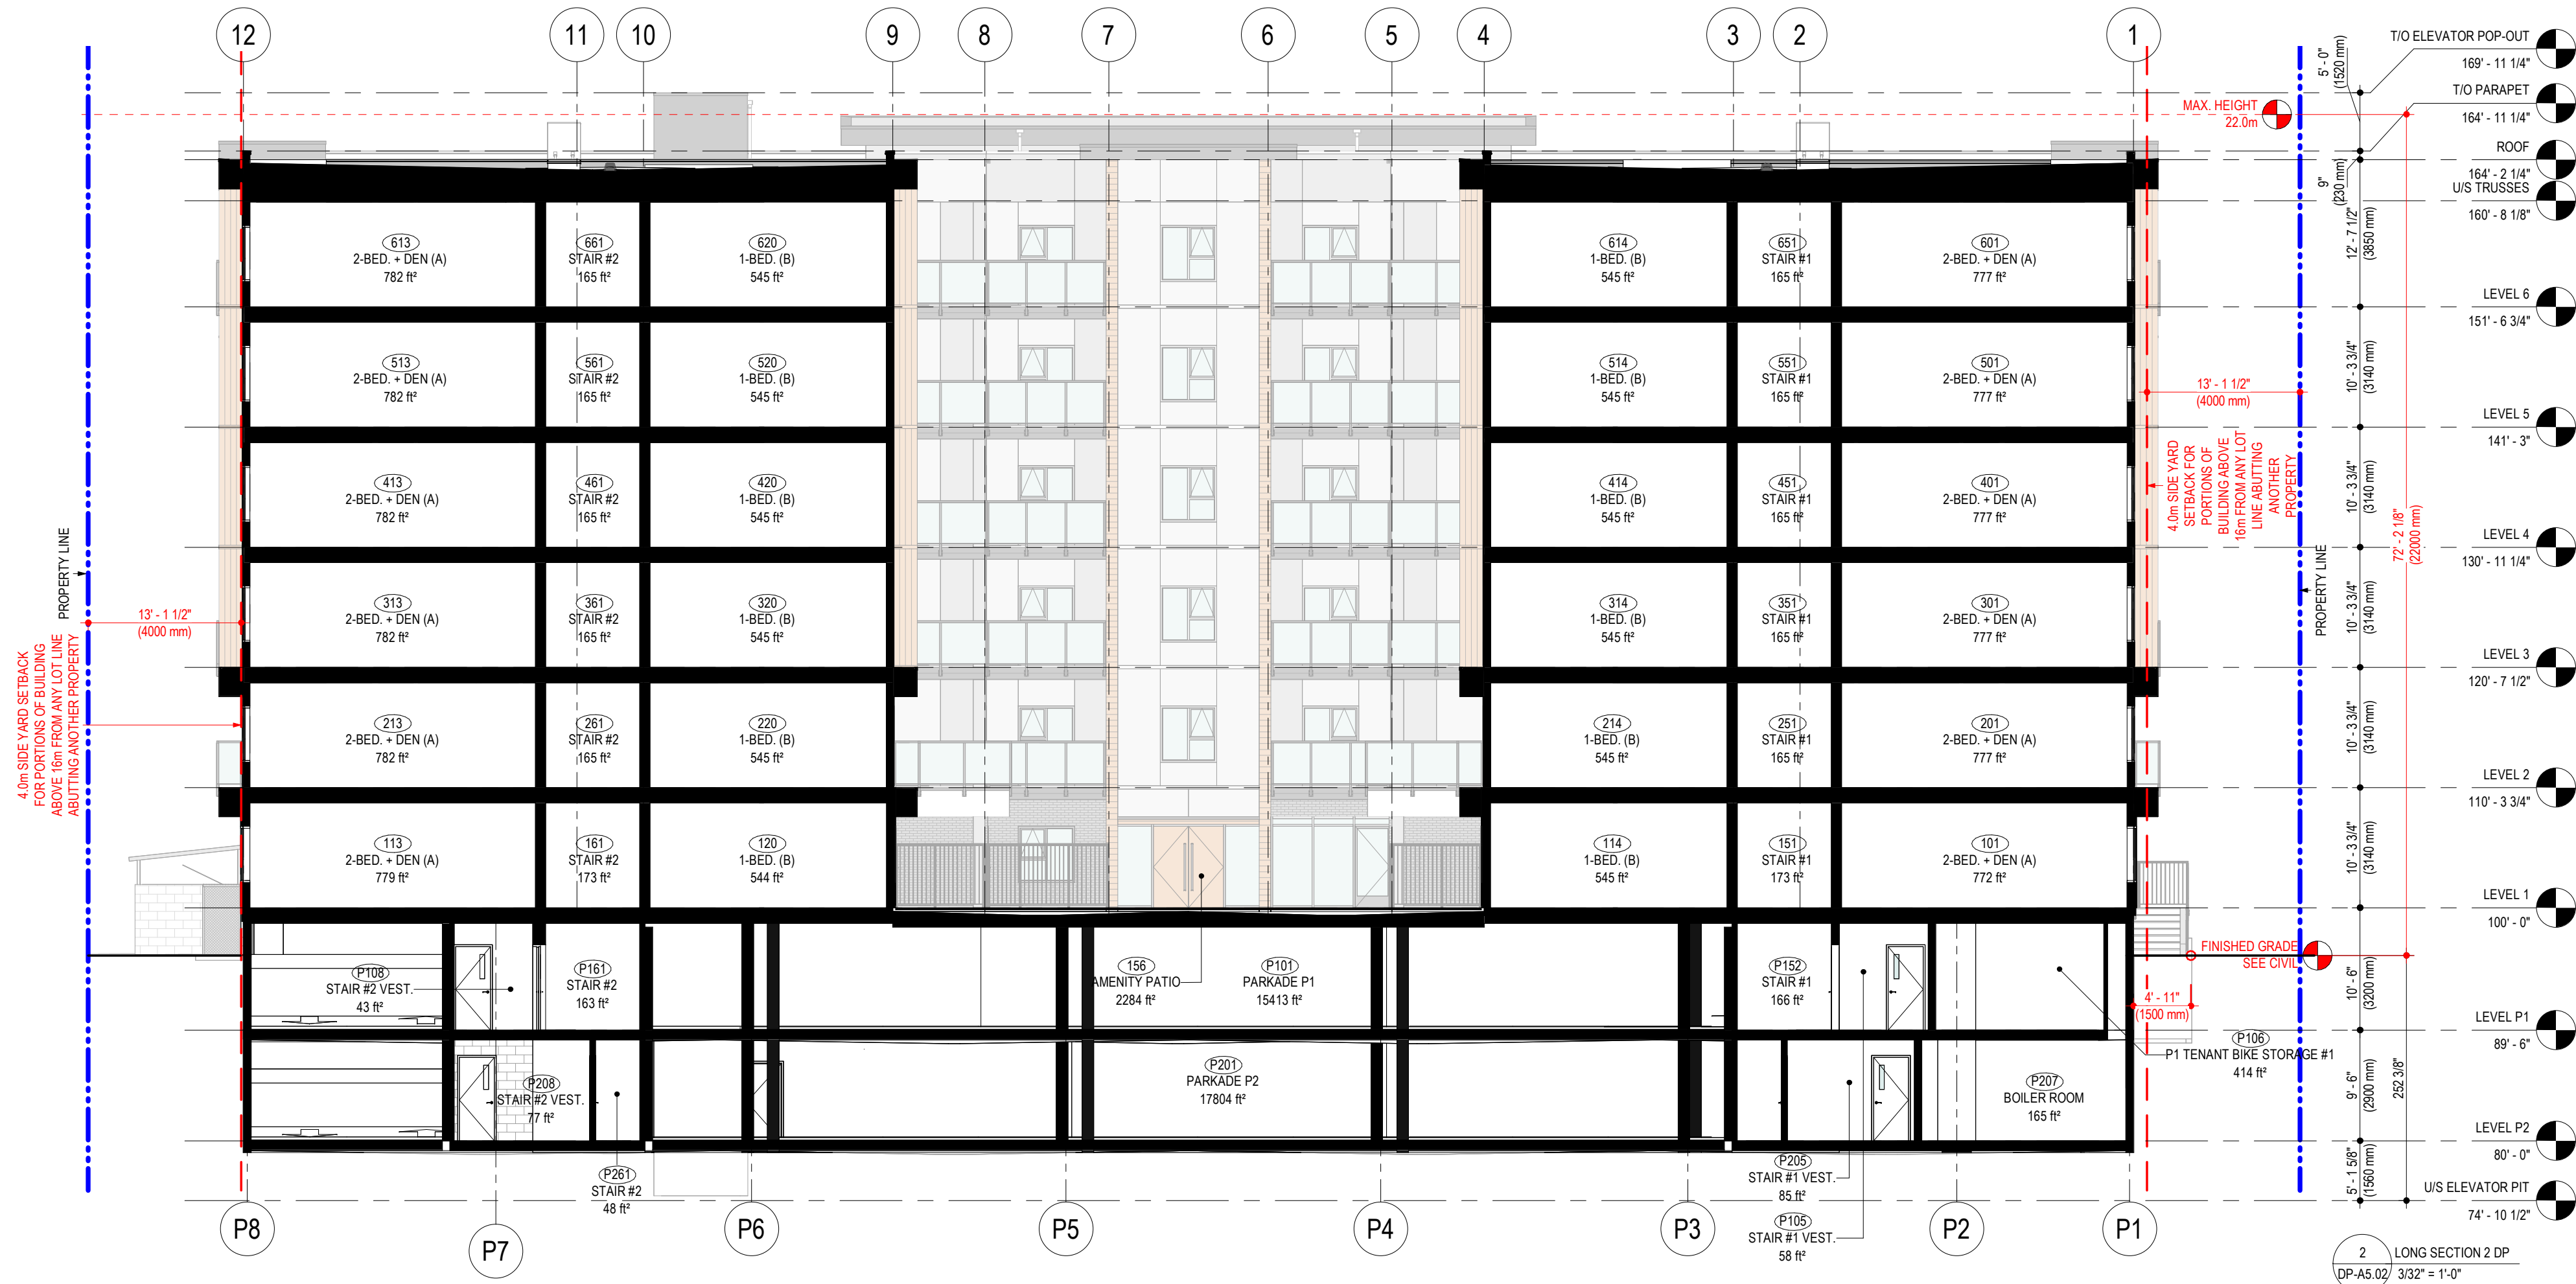 12
11
10
9
8
7
6
5
4
3
2
1
T/O ELEVATOR POP-OUT
169' - 11 1/4"
T/O PARAPET
164' - 11 1/4"
ROOF
164' - 2 1/4"
U/S TRUSSES
160' - 8 1/8"
LEVEL 6
151' - 6 3/4"
LEVEL 5
141' - 3"
LEVEL 4
130' - 11 1/4"
LEVEL 3
120' - 7 1/2"
LEVEL 2
110' - 3 3/4"
LEVEL 1
100' - 0"
LEVEL P1
89' - 6"
LEVEL P2
80' - 0"
U/S ELEVATOR PIT
74' - 10 1/2"
5' - 0"
(1520 mm)
9"
(230 mm)
12' - 7 1/2"
(3850 mm)
10' - 3 3/4"
(3140 mm)
10' - 3 3/4"
(3140 mm)
10' - 3 3/4"
(3140 mm)
10' - 3 3/4"
(3140 mm)
10' - 3 3/4"
(3140 mm)
10' - 6"
(3200 mm)
9' - 6"
(2900 mm)
5' - 1 5/8"
(1560 mm)
72' - 2 1/8"
(22000 mm)
252 3/8"
MAX. HEIGHT
22.0m
13' - 1 1/2"
(4000 mm)
4.0m SIDE YARD
SETBACK FOR
PORTIONS OF
BUILDING ABOVE
16m FROM ANY LOT
LINE ABUTTING
ANOTHER
PROPERTY
PROPERTY LINE
FINISHED GRADE
SEE CIVIL
4' - 11"
(1500 mm)
PROPERTY LINE
13' - 1 1/2"
(4000 mm)
4.0m SIDE YARD SETBACK
FOR PORTIONS OF BUILDING
ABOVE 16m FROM ANY LOT LINE
ABUTTING ANOTHER PROPERTY
613
2-BED. + DEN (A)
782 ft²
661
STAIR #2
165 ft²
620
1-BED. (B)
545 ft²
614
1-BED. (B)
545 ft²
651
STAIR #1
165 ft²
601
2-BED. + DEN (A)
777 ft²
513
2-BED. + DEN (A)
782 ft²
561
STAIR #2
165 ft²
520
1-BED. (B)
545 ft²
514
1-BED. (B)
545 ft²
551
STAIR #1
165 ft²
501
2-BED. + DEN (A)
777 ft²
413
2-BED. + DEN (A)
782 ft²
461
STAIR #2
165 ft²
420
1-BED. (B)
545 ft²
414
1-BED. (B)
545 ft²
451
STAIR #1
165 ft²
401
2-BED. + DEN (A)
777 ft²
313
2-BED. + DEN (A)
782 ft²
361
STAIR #2
165 ft²
320
1-BED. (B)
545 ft²
314
1-BED. (B)
545 ft²
351
STAIR #1
165 ft²
301
2-BED. + DEN (A)
777 ft²
213
2-BED. + DEN (A)
782 ft²
261
STAIR #2
165 ft²
220
1-BED. (B)
545 ft²
214
1-BED. (B)
545 ft²
251
STAIR #1
165 ft²
201
2-BED. + DEN (A)
777 ft²
113
2-BED. + DEN (A)
779 ft²
161
STAIR #2
173 ft²
120
1-BED. (B)
544 ft²
114
1-BED. (B)
545 ft²
151
STAIR #1
173 ft²
101
2-BED. + DEN (A)
772 ft²
P108
STAIR #2 VEST.
43 ft²
P161
STAIR #2
163 ft²
156
AMENITY PATIO
2284 ft²
P101
PARKADE P1
15413 ft²
P152
STAIR #1
166 ft²
P106
P1 TENANT BIKE STORAGE #1
414 ft²
P208
STAIR #2 VEST.
77 ft²
P201
PARKADE P2
17804 ft²
P207
BOILER ROOM
165 ft²
P261
STAIR #2
48 ft²
P205
STAIR #1 VEST.
85 ft²
P105
STAIR #1 VEST.
58 ft²
P8
P7
P6
P5
P4
P3
P2
P1
2
LONG SECTION 2 DP
DP-A5.02
3/32" = 1'-0"